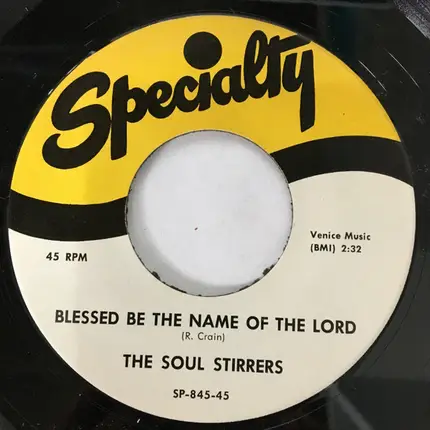 Specialty
45 RPM
Venice Music
(BMI) 2:32
BLESSED BE THE NAME OF THE LORD
(R. Crain)
THE SOUL STIRRERS
SP-845-45